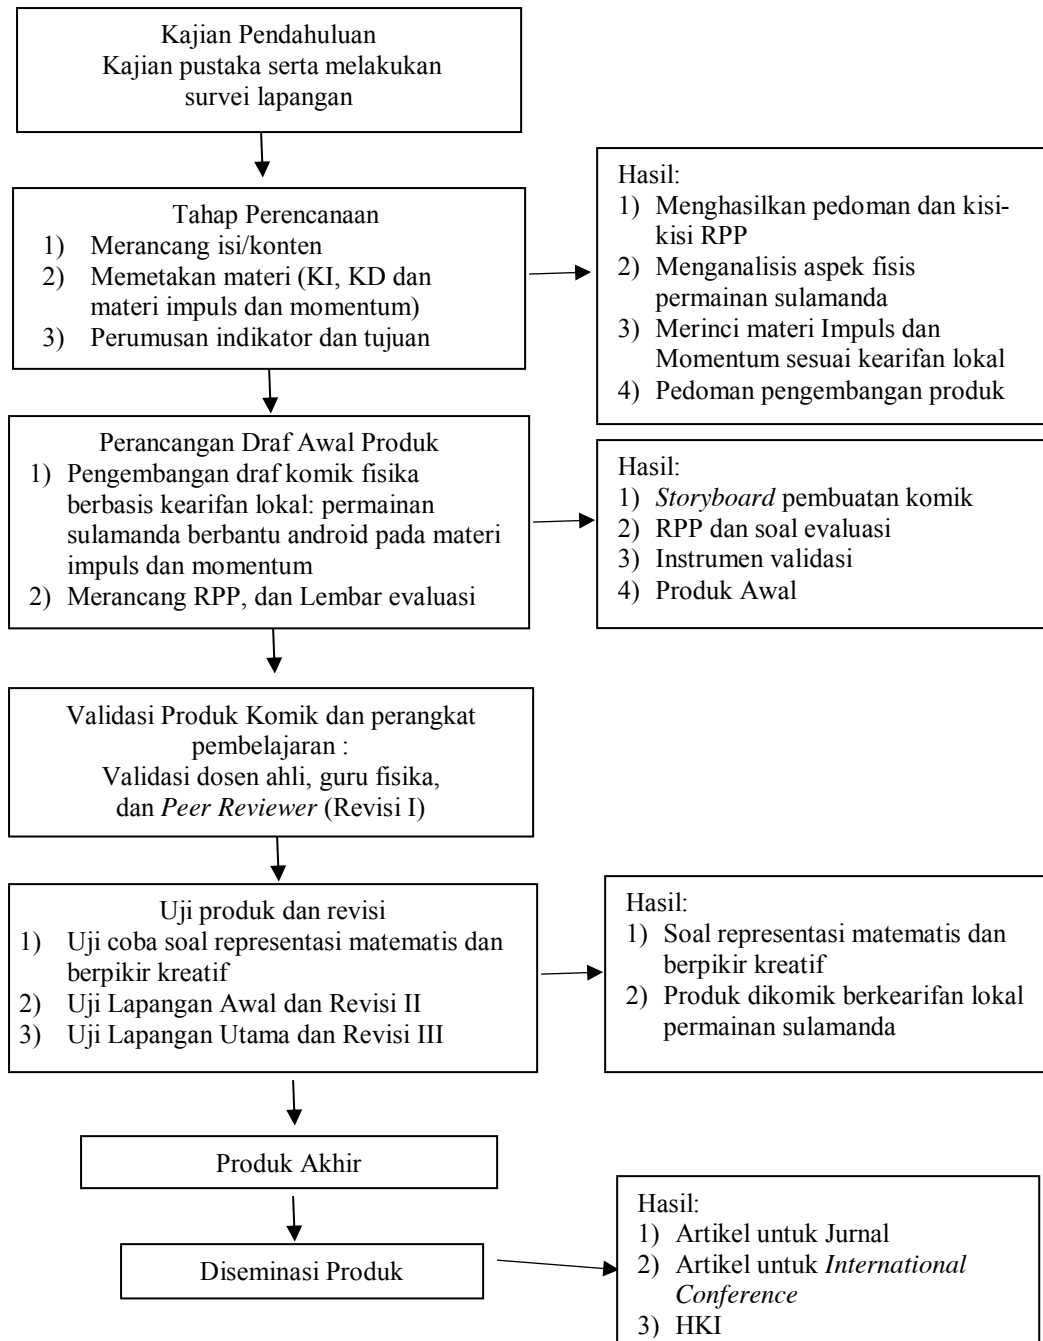 Kajian Pendahuluan
Kajian pustaka serta melakukan
survei lapangan
Tahap Perencanaan
1) Merancang isi/konten
2) Memetakan materi (KI, KD dan
materi impuls dan momentum)
3) Perumusan indikator dan tujuan
Hasil:
1) Menghasilkan pedoman dan kisi-
kisi RPP
2) Menganalisis aspek fisis
permainan sulamanda
3) Merinci materi Impuls dan
Momentum sesuai kearifan lokal
4) Pedoman pengembangan produk
Perancangan Draf Awal Produk
1) Pengembangan draf komik fisika
berbasis kearifan lokal: permainan
sulamanda berbantu android pada materi
impuls dan momentum
2) Merancang RPP, dan Lembar evaluasi
Hasil:
1) Storyboard pembuatan komik
2) RPP dan soal evaluasi
3) Instrumen validasi
4) Produk Awal
Validasi Produk Komik dan perangkat
pembelajaran :
Validasi dosen ahli, guru fisika,
dan Peer Reviewer (Revisi I)
Uji produk dan revisi
1) Uji coba soal representasi matematis dan
berpikir kreatif
2) Uji Lapangan Awal dan Revisi II
3) Uji Lapangan Utama dan Revisi III
Hasil:
1) Soal representasi matematis dan
berpikir kreatif
2) Produk dikomik berkearifan lokal
permainan sulamanda
Produk Akhir
Diseminasi Produk
Hasil:
1) Artikel untuk Jurnal
2) Artikel untuk International
Conference
3) HKI